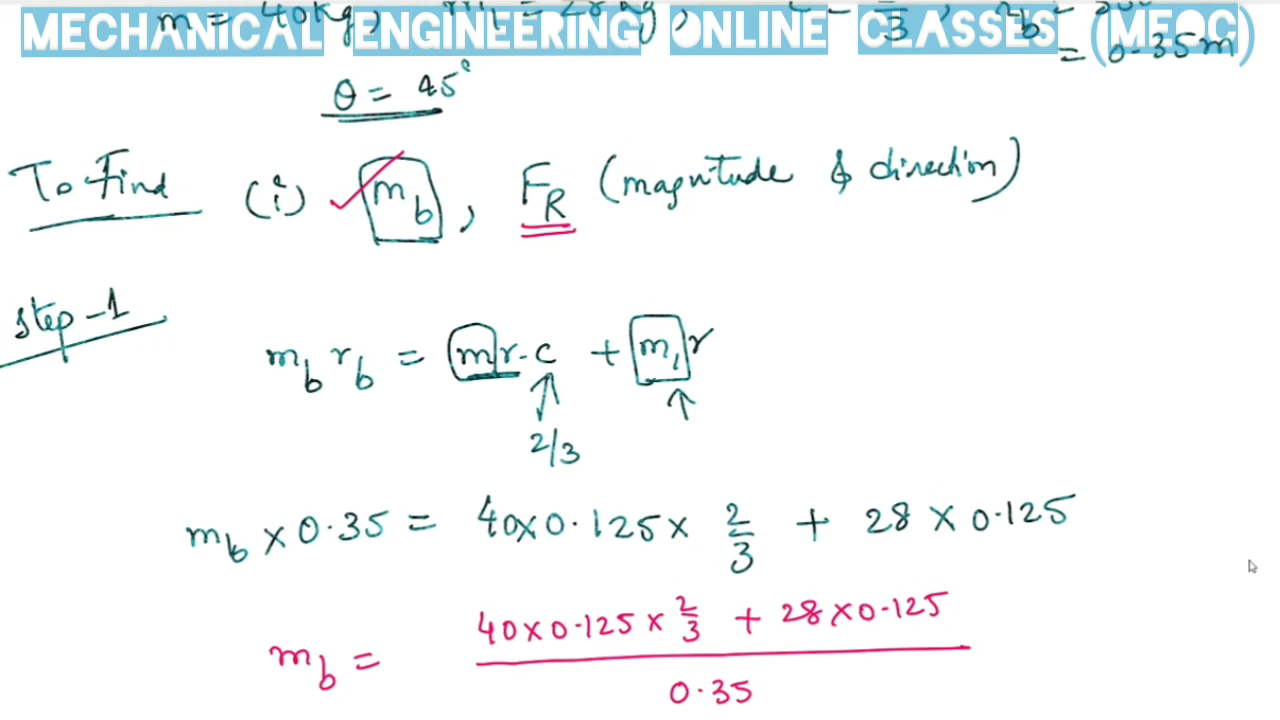 MECHANICAL ENGINEERING ONLINE CLASSES (MEOC)
m = 40kg,
= 0.35m
θ = 45°
To Find (i) m_b, F_R (magnitude & direction)
Step-1
m_b r_b = m r.c + m_1 r
2/3
m_b × 0.35 = 40×0.125× 2/3 + 28×0.125
m_b = 40×0.125×2/3 + 28×0.125
0.35